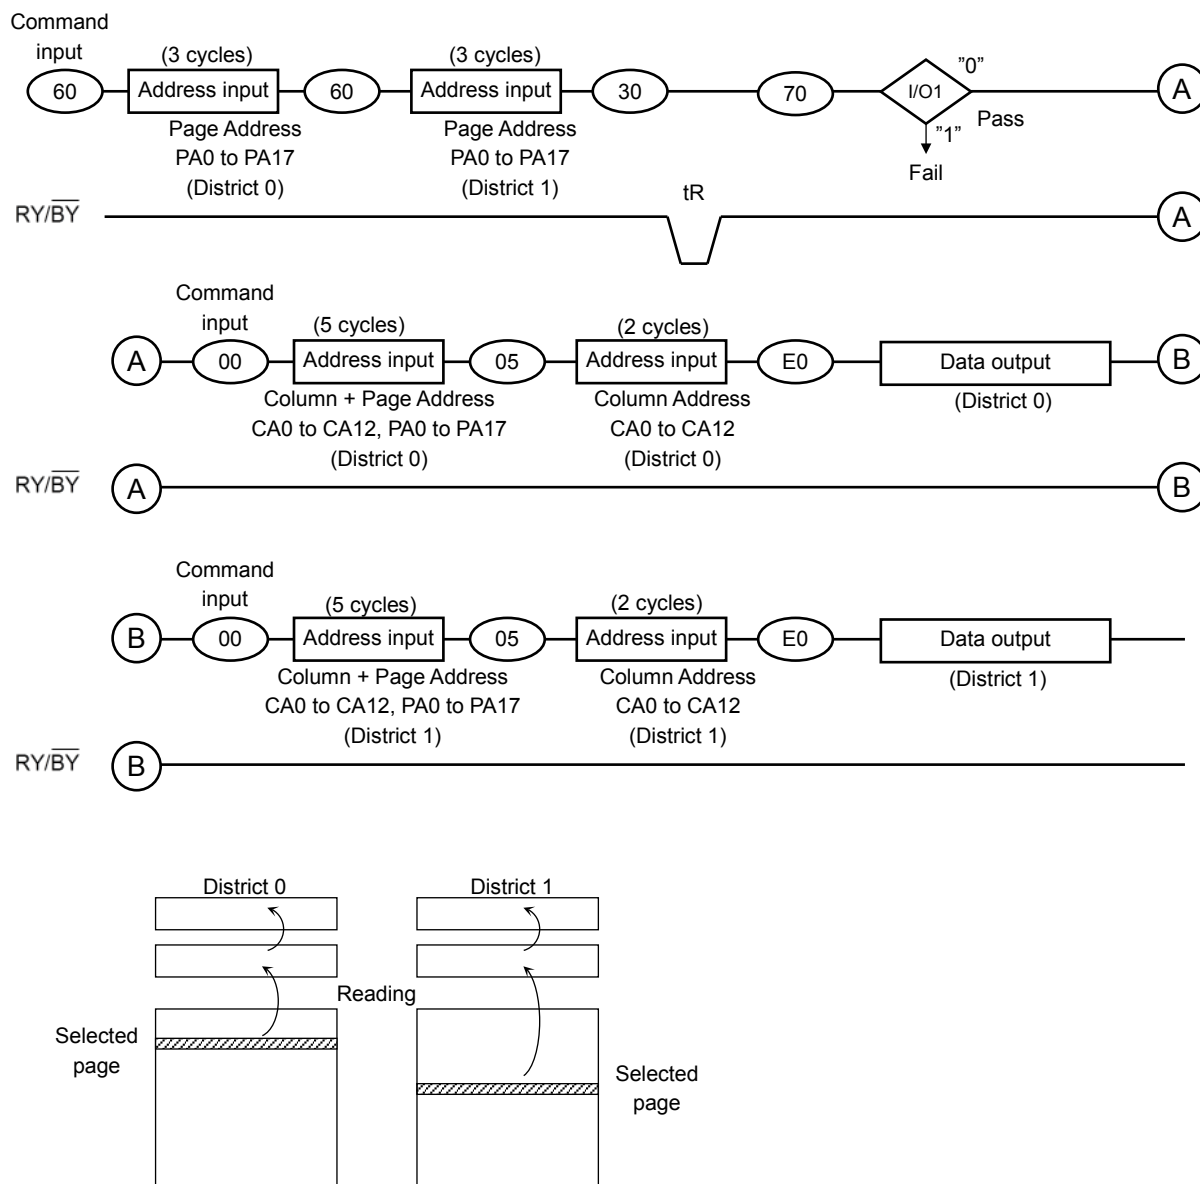 Command
input
(3 cycles)
(3 cycles)
60
Address input
60
Address input
30
70
I/O1
”0”
A
Pass
”1”
Fail
Page Address
PA0 to PA17
(District 0)
Page Address
PA0 to PA17
(District 1)
tR
RY/B̅Y̅
A
Command
input
(5 cycles)
(2 cycles)
A
00
Address input
05
Address input
E0
Data output
B
Column + Page Address
CA0 to CA12, PA0 to PA17
(District 0)
Column Address
CA0 to CA12
(District 0)
(District 0)
RY/B̅Y̅
A
B
Command
input
(5 cycles)
(2 cycles)
B
00
Address input
05
Address input
E0
Data output
Column + Page Address
CA0 to CA12, PA0 to PA17
(District 1)
Column Address
CA0 to CA12
(District 1)
(District 1)
RY/B̅Y̅
B
District 0
District 1
Reading
Selected
page
Selected
page